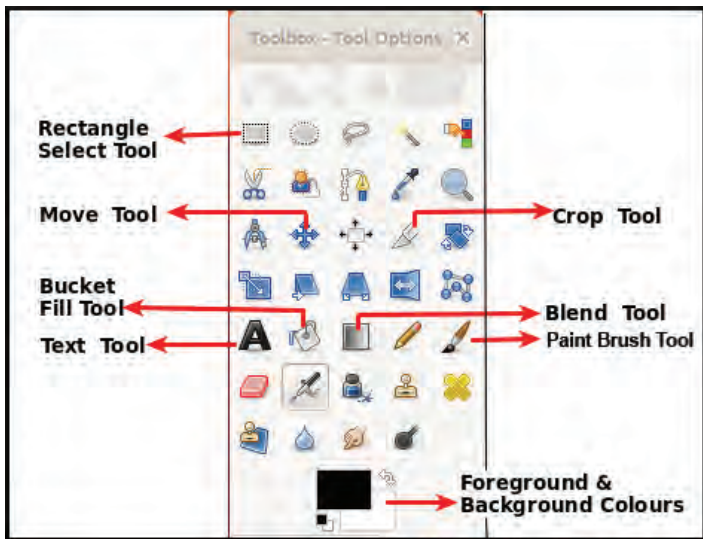 Toolbox - Tool Options
Rectangle
Select Tool
Move Tool
Crop Tool
Bucket
Fill Tool
Blend Tool
Text Tool
Paint Brush Tool
Foreground &
Background Colours